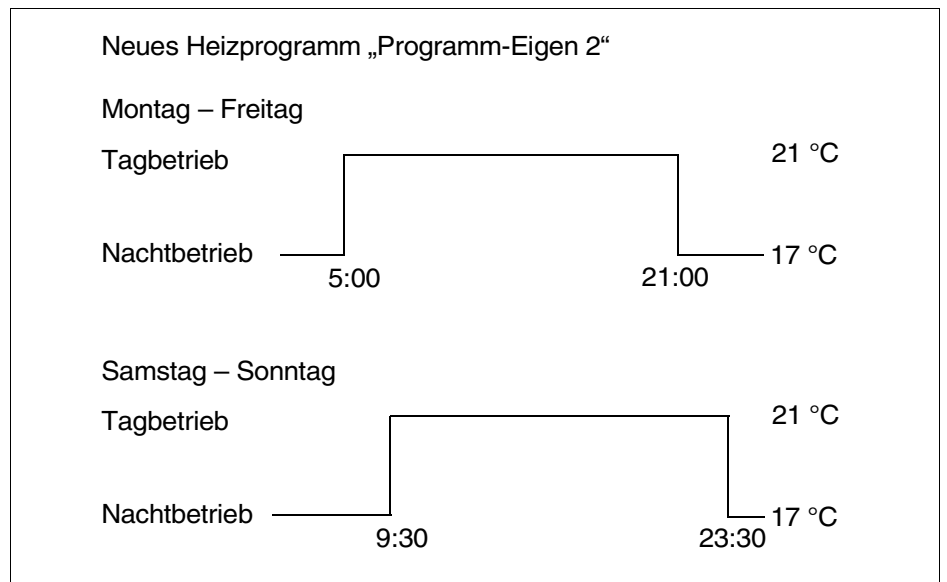 Neues Heizprogramm „Programm-Eigen 2“
Montag – Freitag
Tagbetrieb 21 °C
Nachtbetrieb 17 °C
5:00 21:00
Samstag – Sonntag
Tagbetrieb 21 °C
Nachtbetrieb 17 °C
9:30 23:30